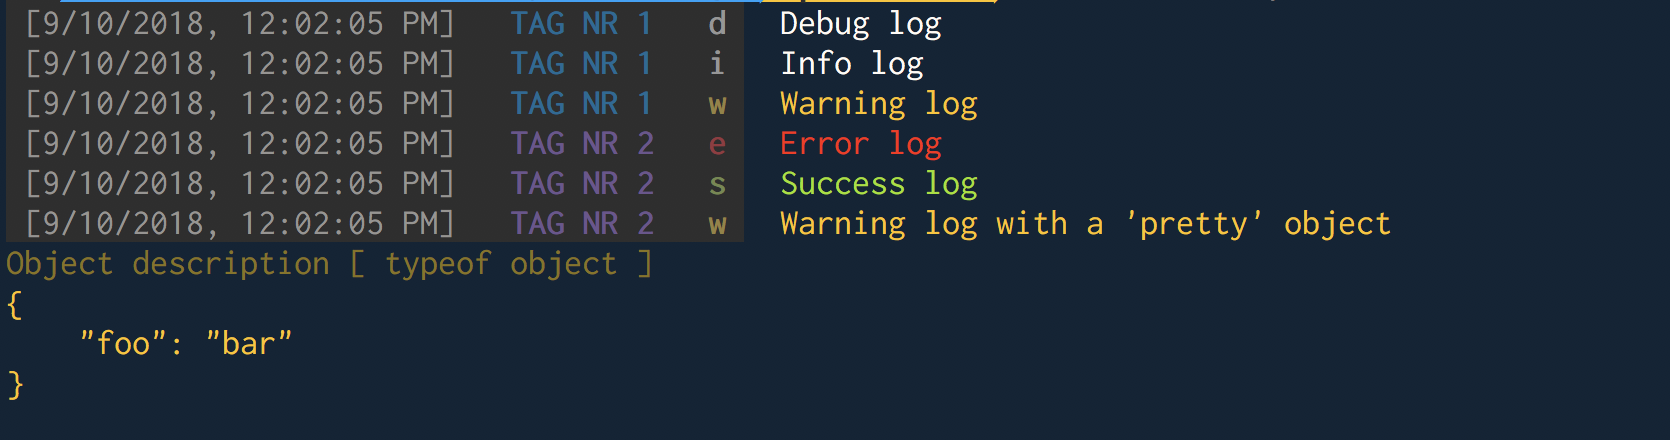 [9/10/2018, 12:02:05 PM] TAG NR 1 d Debug log
[9/10/2018, 12:02:05 PM] TAG NR 1 i Info log
[9/10/2018, 12:02:05 PM] TAG NR 1 w Warning log
[9/10/2018, 12:02:05 PM] TAG NR 2 e Error log
[9/10/2018, 12:02:05 PM] TAG NR 2 s Success log
[9/10/2018, 12:02:05 PM] TAG NR 2 w Warning log with a 'pretty' object
Object description [ typeof object ]
{
    "foo": "bar"
}